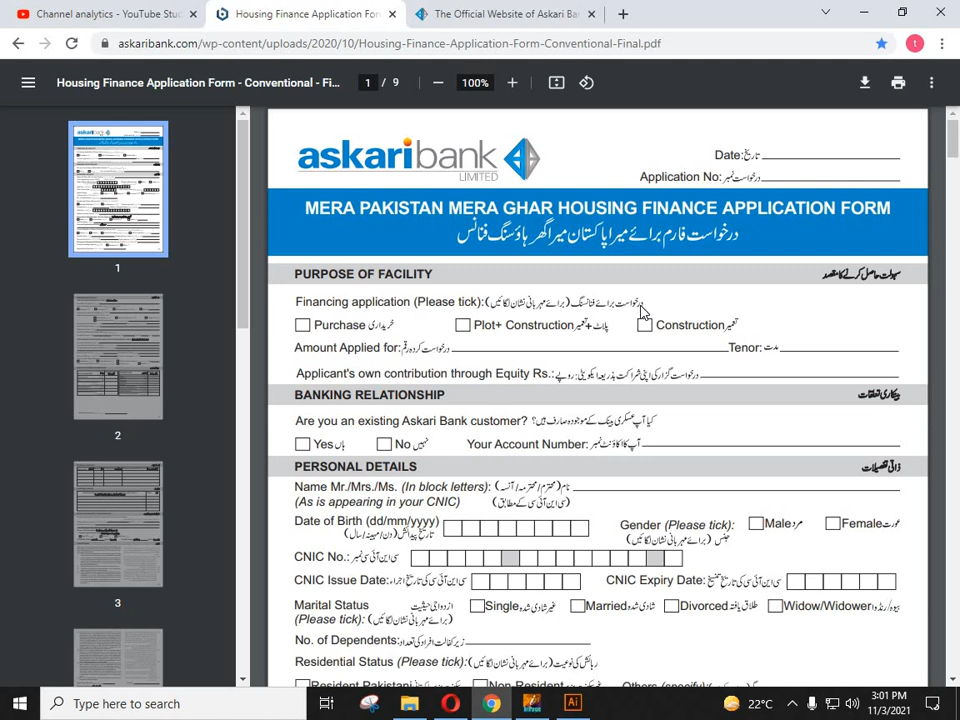 Channel analytics - YouTube Stu
Housing Finance Application For
The Official Website of Askari Ba
askaribank.com/wp-content/uploads/2020/10/Housing-Finance-Application-Form-Conventional-Final.pdf
Housing Finance Application Form - Conventional - Fi...
1 / 9
100%
askaribank
LIMITED
Date: تاریخ
Application No: درخواست نمبر
MERA PAKISTAN MERA GHAR HOUSING FINANCE APPLICATION FORM
درخواست فارم برائے میرا پاکستان میرا گھر ہاؤسنگ فنانس
PURPOSE OF FACILITY سہولت حاصل کرنے کا مقصد
Financing application (Please tick): درخواست برائے فنانسنگ (برائے مہربانی نشان لگائیں)
Purchase خریداری Plot+ Construction پلاٹ + تعمیر Construction تعمیر
Amount Applied for: درخواست کردہ رقم Tenor: مدت
Applicant's own contribution through Equity Rs.: درخواست گزار کی اپنی شراکت بذریعہ ایکویٹی: روپے
BANKING RELATIONSHIP بینکاری تعلقات
Are you an existing Askari Bank customer? کیا آپ عسکری بینک کے موجودہ صارف ہیں؟
Yes ہاں No نہیں Your Account Number: آپ کا اکاؤنٹ نمبر
PERSONAL DETAILS ذاتی تفصیلات
Name Mr./Mrs./Ms. (In block letters): نام (محترم/محترمہ/آنسہ)
(As is appearing in your CNIC) (سی این آئی سی کے مطابق)
Date of Birth (dd/mm/yyyy) تاریخ پیدائش (دن/مہینہ/سال)
Gender (Please tick): جنس (برائے مہربانی نشان لگائیں) Male مرد Female عورت
CNIC No.: سی این آئی سی نمبر
CNIC Issue Date: سی این آئی سی کی تاریخ اجراء CNIC Expiry Date: سی این آئی سی کی تاریخ تنسیخ
Marital Status ازدواجی حیثیت Single غیر شادی شدہ Married شادی شدہ Divorced طلاق یافتہ Widow/Widower بیوہ/رنڈوا
(Please tick): (برائے مہربانی نشان لگائیں)
No. of Dependents: زیر کفالت افراد کی تعداد
Residential Status (Please tick): رہائش کی نوعیت (برائے مہربانی نشان لگائیں)
Resident Pakistani Non-Resident Others (specify)
1
2
3
Type here to search
22°C
3:01 PM
11/3/2021